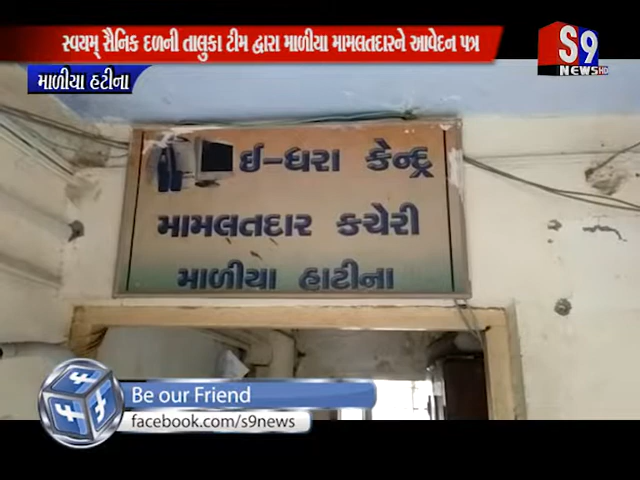 સ્વયમ્ સૈનિક દળની તાલુકા ટીમ દ્વારા માળીયા મામલતદારને આવેદન પત્ર
S9
NEWS HD
માળીયા હટીના
ઈ-ધરા કેન્દ્ર
મામલતદાર કચેરી
માળીયા હાટીના
Be our Friend
facebook.com/s9news